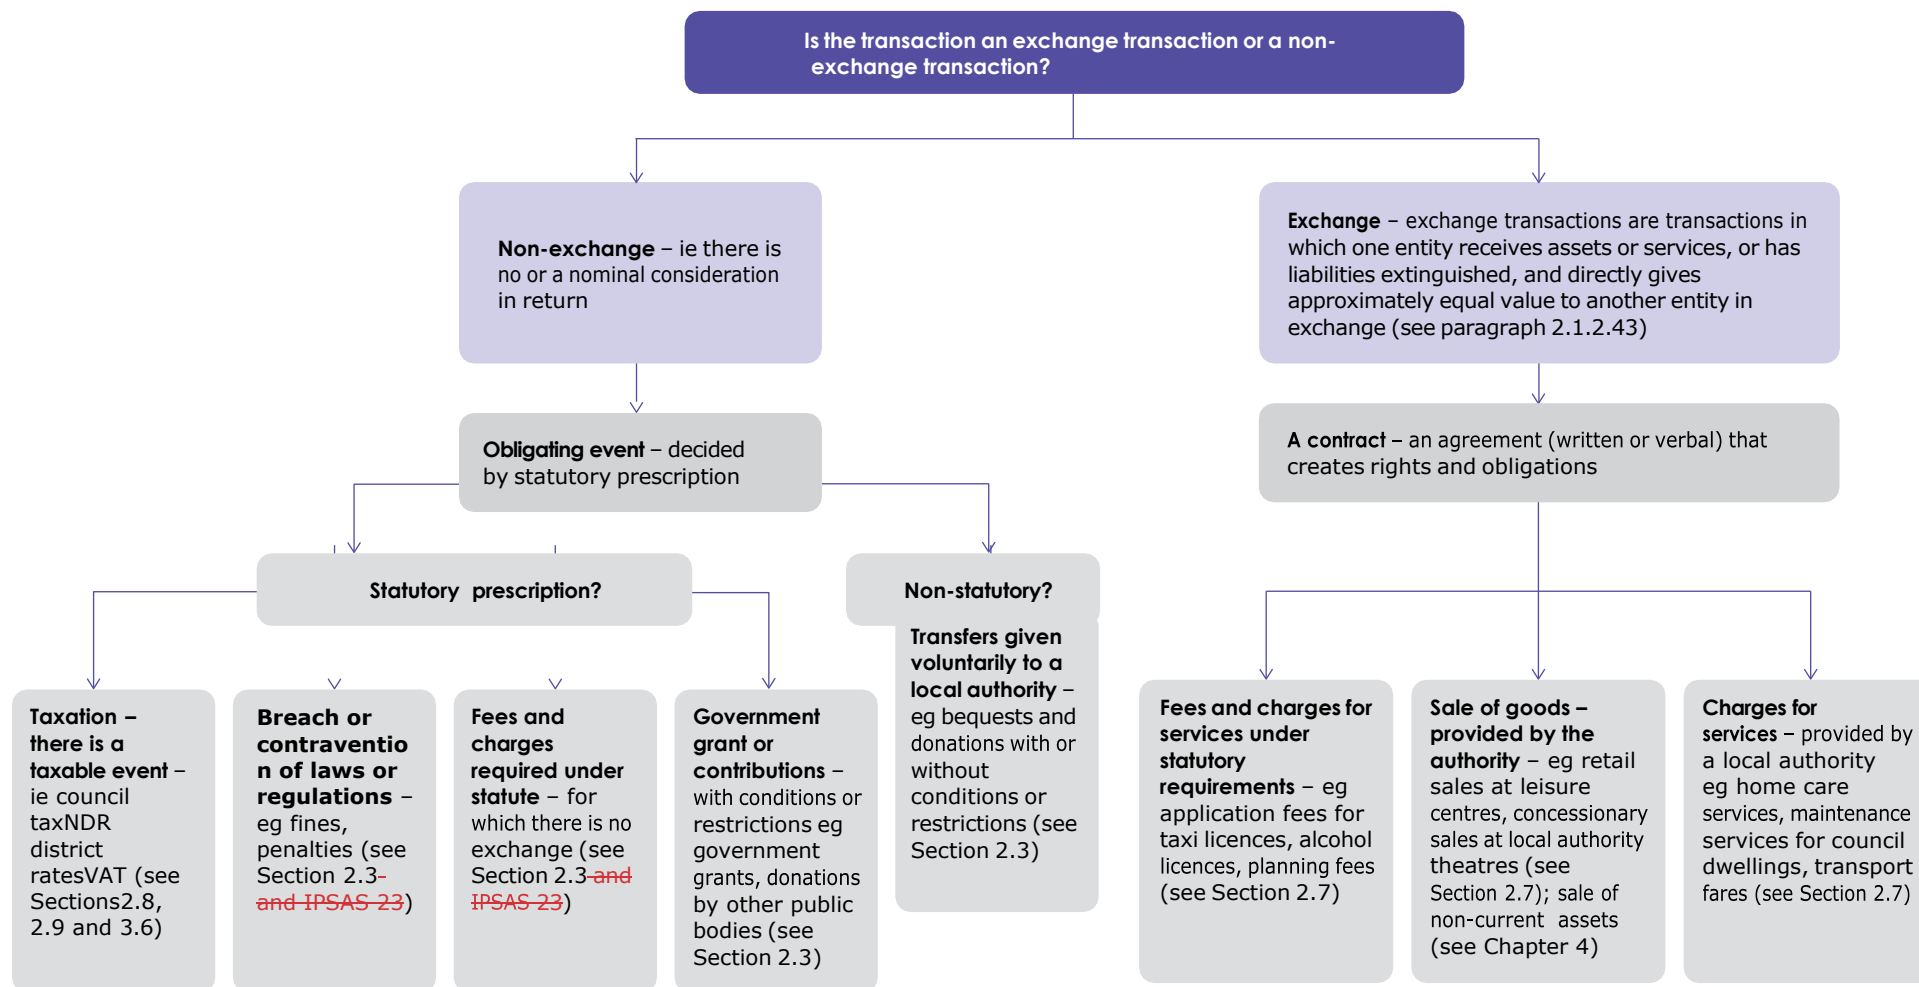 Is the transaction an exchange transaction or a non-
exchange transaction?
Non-exchange – ie there is
no or a nominal consideration
in return
Exchange – exchange transactions are transactions in
which one entity receives assets or services, or has
liabilities extinguished, and directly gives
approximately equal value to another entity in
exchange (see paragraph 2.1.2.43)
Obligating event – decided
by statutory prescription
A contract – an agreement (written or verbal) that
creates rights and obligations
Statutory prescription?
Non-statutory?
Transfers given
voluntarily to a
local authority –
eg bequests and
donations with or
without
conditions or
restrictions (see
Section 2.3)
Taxation –
there is a
taxable event –
ie council
taxNDR
district
ratesVAT (see
Sections2.8,
2.9 and 3.6)
Breach or
contraventio
n of laws or
regulations –
eg fines,
penalties (see
Section 2.3-
and IPSAS 23)
Fees and
charges
required under
statute – for
which there is no
exchange (see
Section 2.3 and
IPSAS 23)
Government
grant or
contributions –
with conditions or
restrictions eg
government
grants, donations
by other public
bodies (see
Section 2.3)
Fees and charges for
services under
statutory
requirements – eg
application fees for
taxi licences, alcohol
licences, planning fees
(see Section 2.7)
Sale of goods –
provided by the
authority – eg retail
sales at leisure
centres, concessionary
sales at local authority
theatres (see
Section 2.7); sale of
non-current assets
(see Chapter 4)
Charges for
services – provided by
a local authority
eg home care
services, maintenance
services for council
dwellings, transport
fares (see Section 2.7)